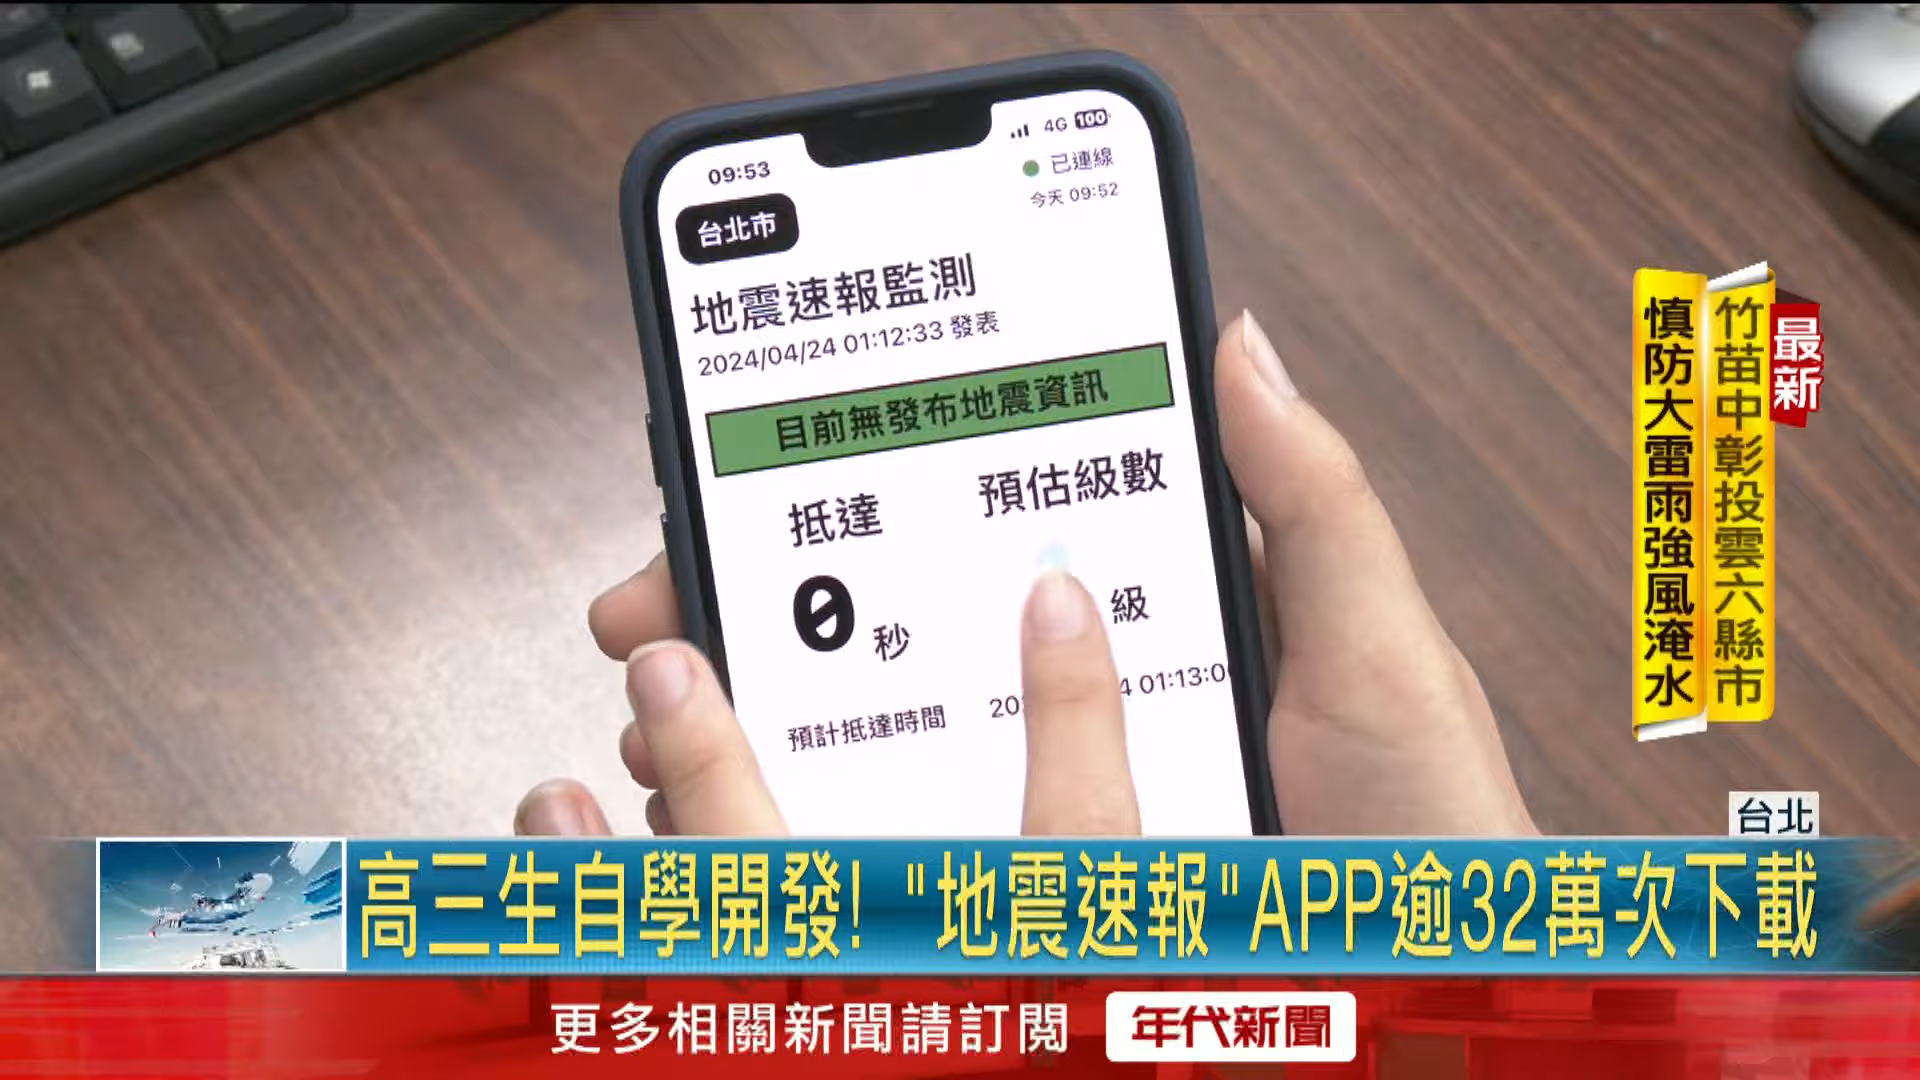 09:53
4G 100
已連線
今天 09:52
台北市
地震速報監測
2024/04/24 01:12:33 發表
目前無發布地震資訊
抵達
預估級數
0 秒
級
預計抵達時間
01:13:0
最新
竹苗中彰投雲六縣市
慎防大雷雨強風淹水
台北
高三生自學開發! "地震速報"APP逾32萬次下載
更多相關新聞請訂閱
年代新聞